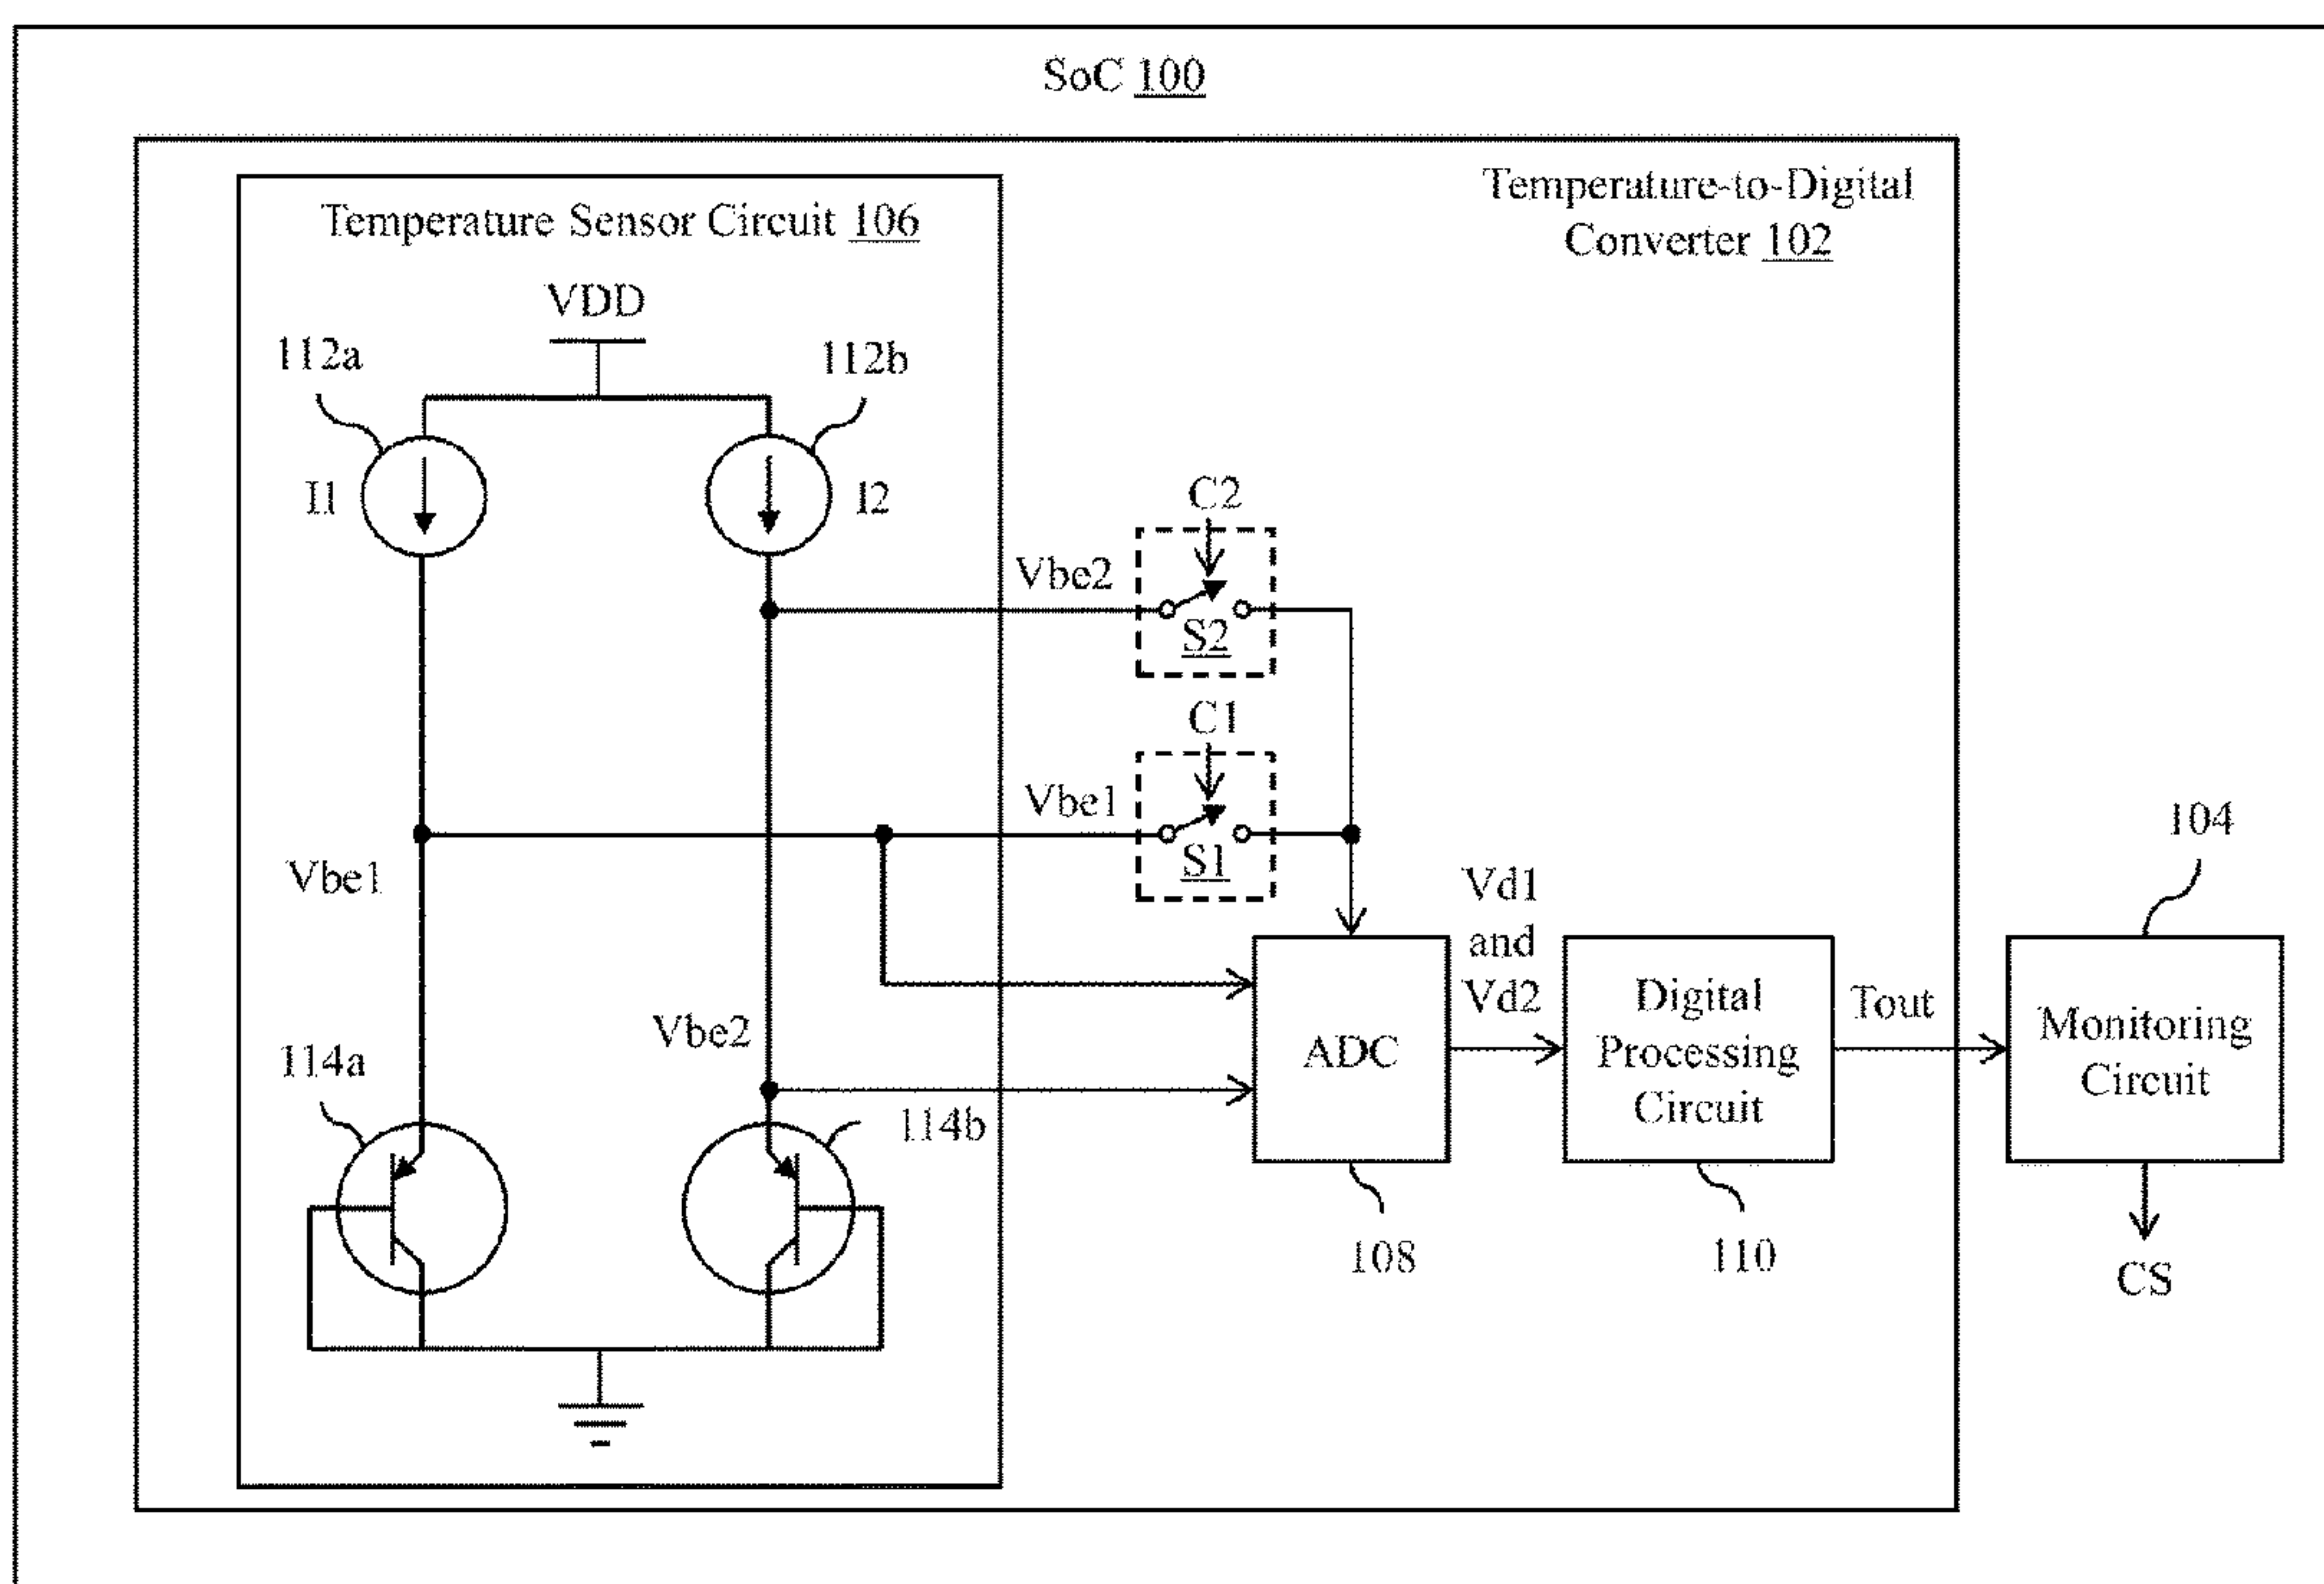 SoC 100
Temperature-to-Digital
Converter 102
Temperature Sensor Circuit 106
VDD
112a
112b
I1
I2
C2
Vbe2
S2
C1
Vbe1
S1
Vbe1
104
Vd1
and
Vd2
Vbe2
114a
114b
ADC
Digital
Processing
Circuit
Tout
Monitoring
Circuit
108
110
CS